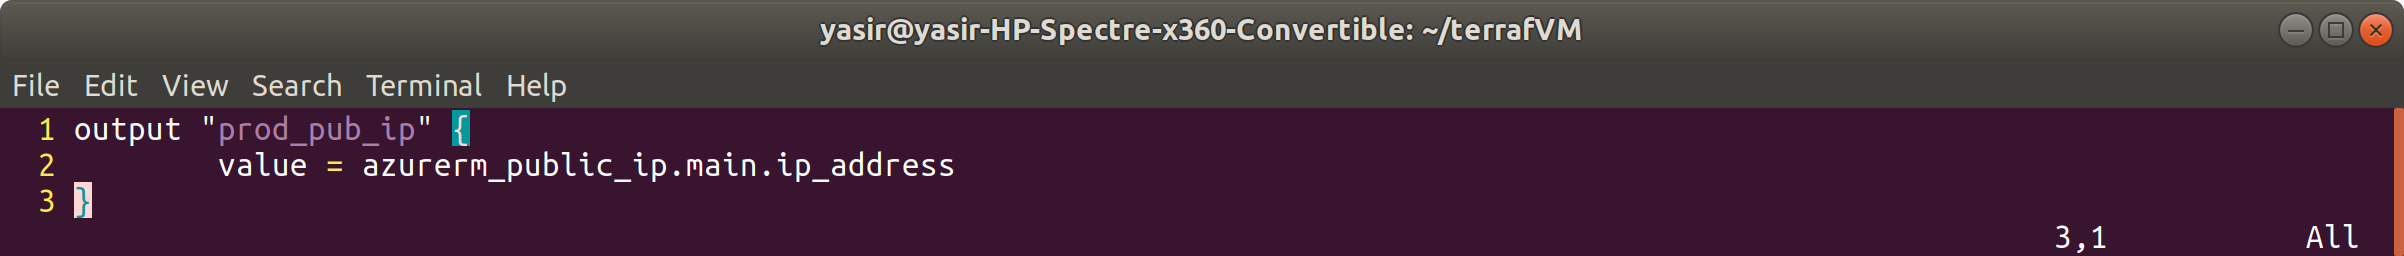 yasir@yasir-HP-Spectre-x360-Convertible: ~/terrafVM
File Edit View Search Terminal Help
1 output "prod_pub_ip" {
2         value = azurerm_public_ip.main.ip_address
3 }
3,1 All